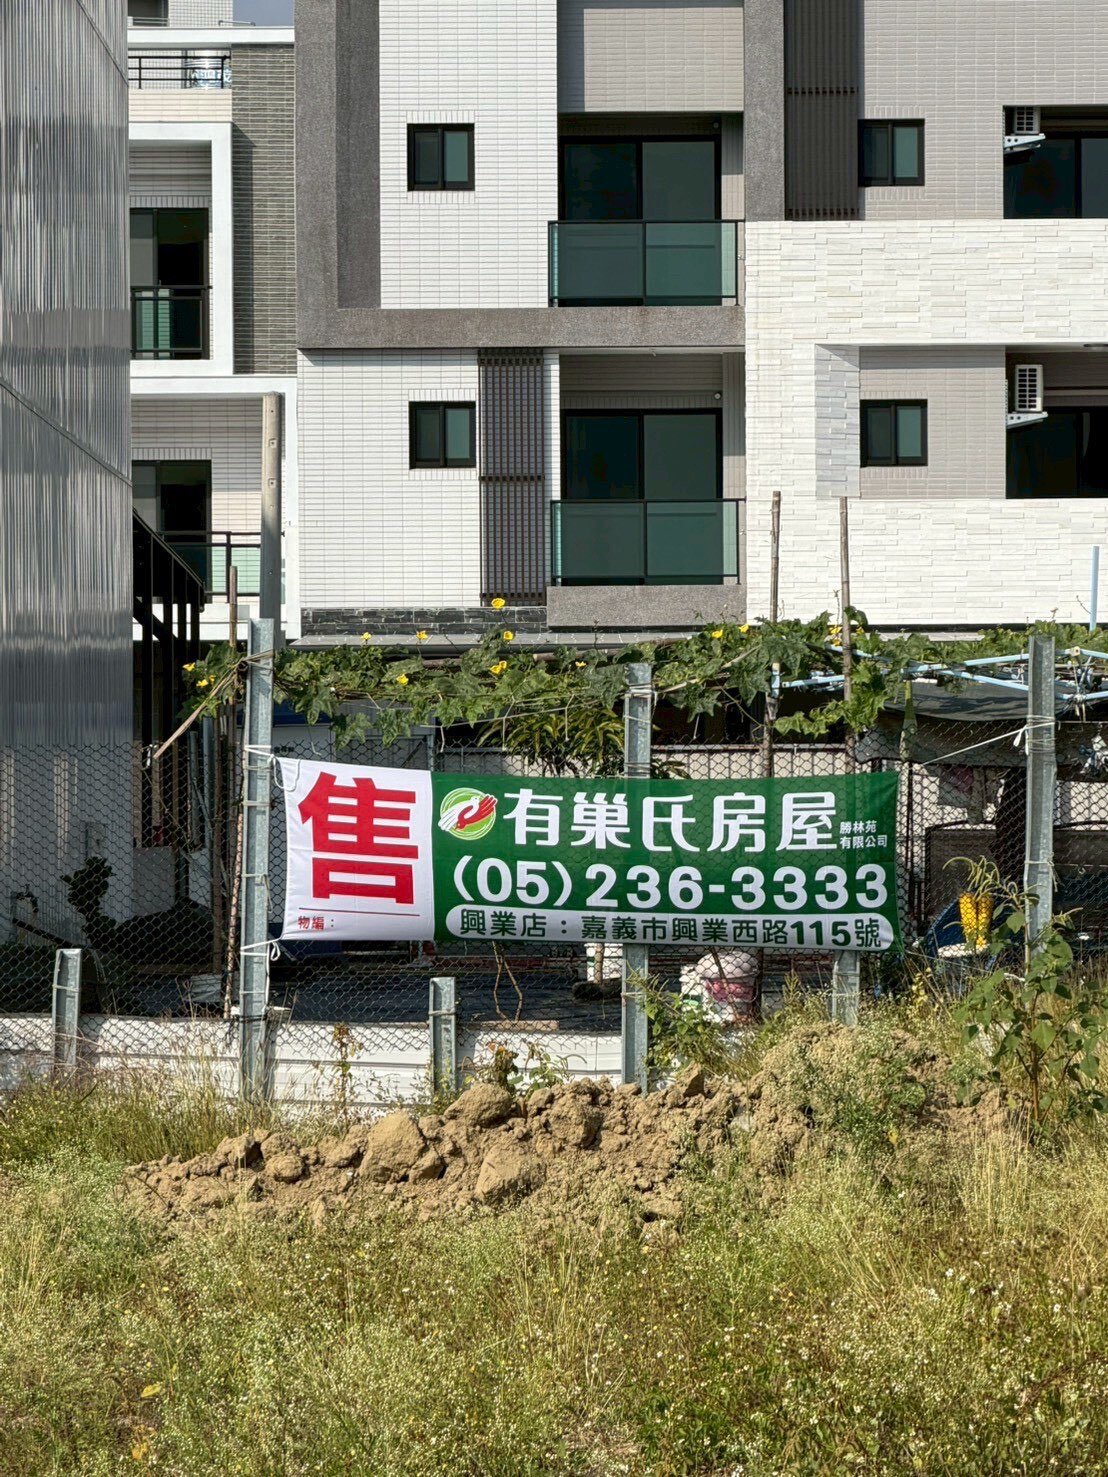 售
物編：
有巢氏房屋
勝林苑
有限公司
(05)236-3333
興業店：嘉義市興業西路115號